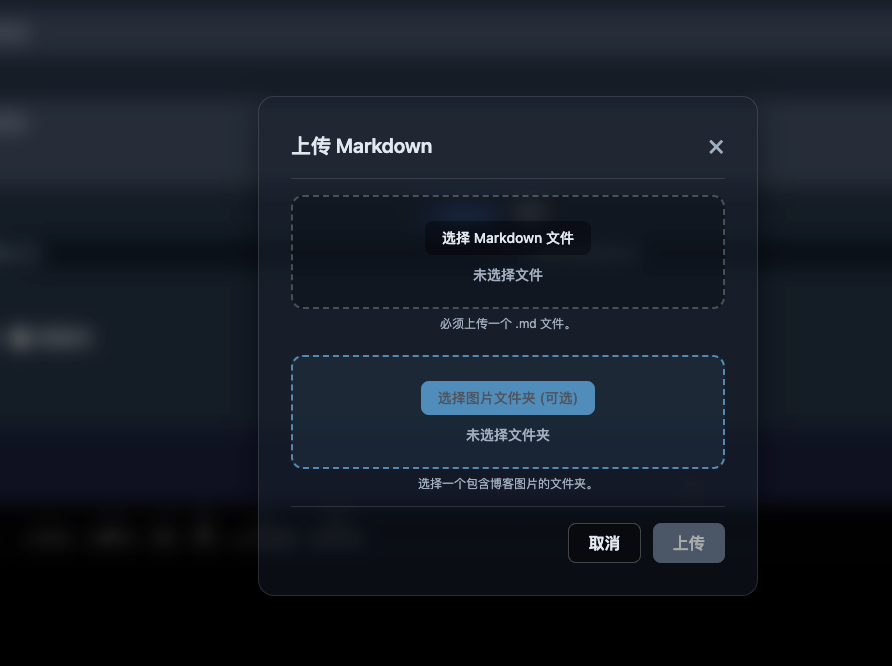 上传 Markdown
选择 Markdown 文件
未选择文件
必须上传一个 .md 文件。
选择图片文件夹 (可选)
未选择文件夹
选择一个包含博客图片的文件夹。
取消
上传